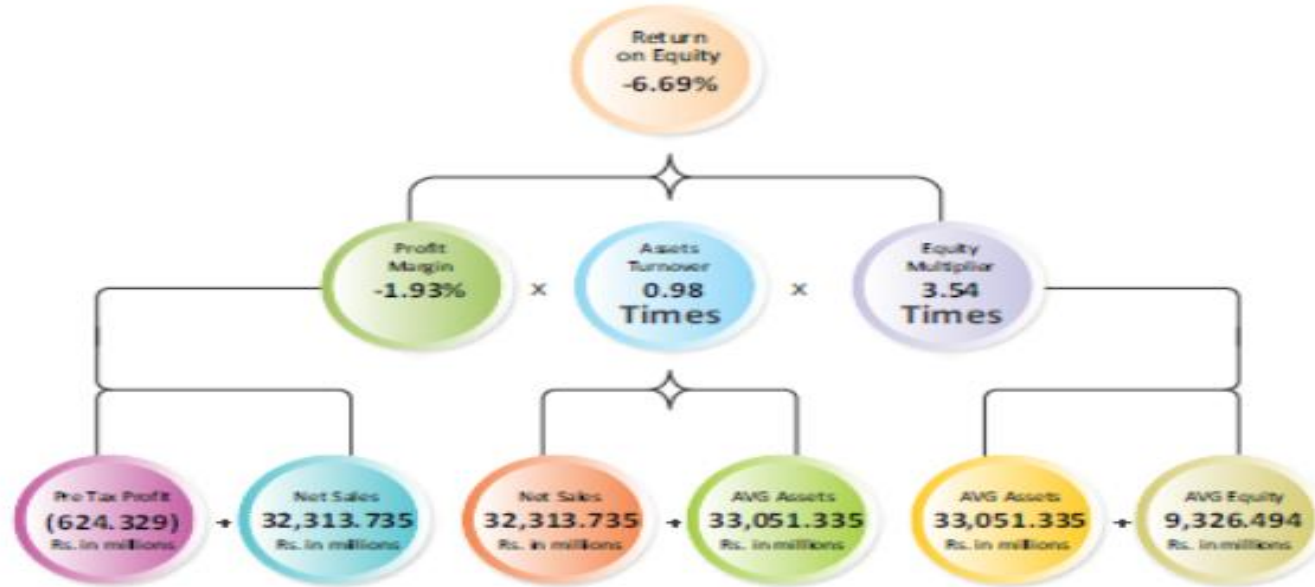 Return
on Equity
-6.69%
Profit
Margin
-1.93%
x
Assets
Turnover
0.98
Times
x
Equity
Multiplier
3.54
Times
Pre Tax Profit
(624.329)
Rs. in millions
÷
Net Sales
32,313.735
Rs. in millions
Net Sales
32,313.735
Rs. in millions
÷
AVG Assets
33,051.335
Rs. in millions
AVG Assets
33,051.335
Rs. in millions
÷
AVG Equity
9,326.494
Rs. in millions